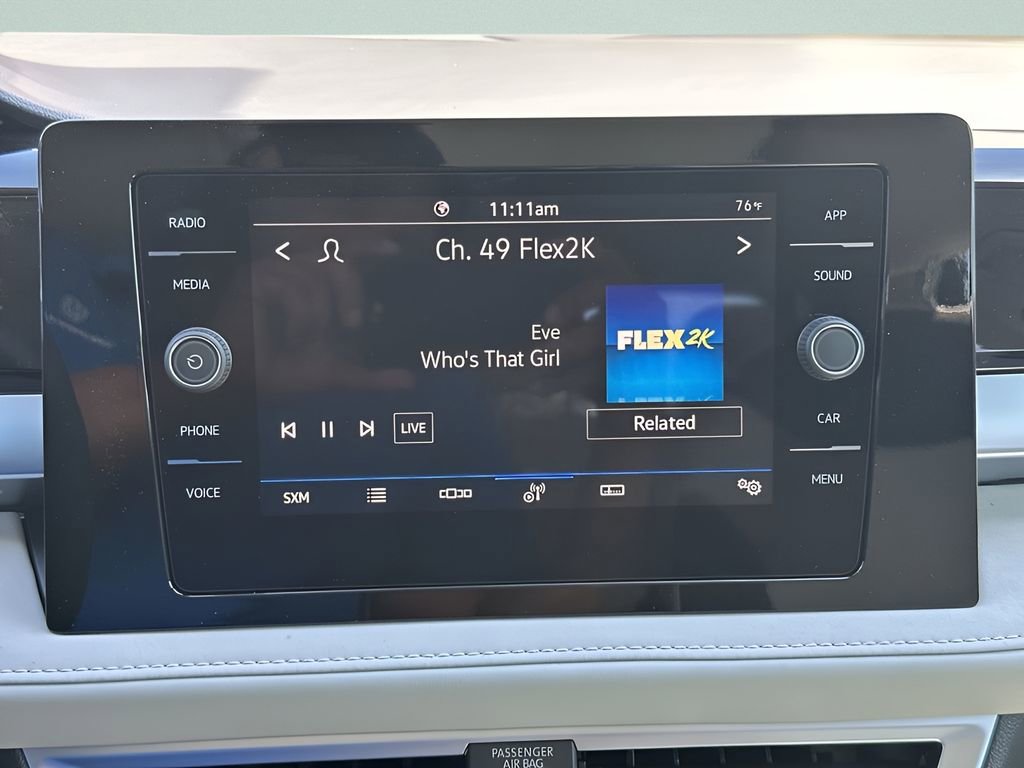 RADIO
MEDIA
PHONE
VOICE
11:11am
76°F
Ch. 49 Flex2K
Eve
Who's That Girl
FLEX 2K
LIVE
Related
SXM
APP
SOUND
CAR
MENU
PASSENGER
AIR BAG